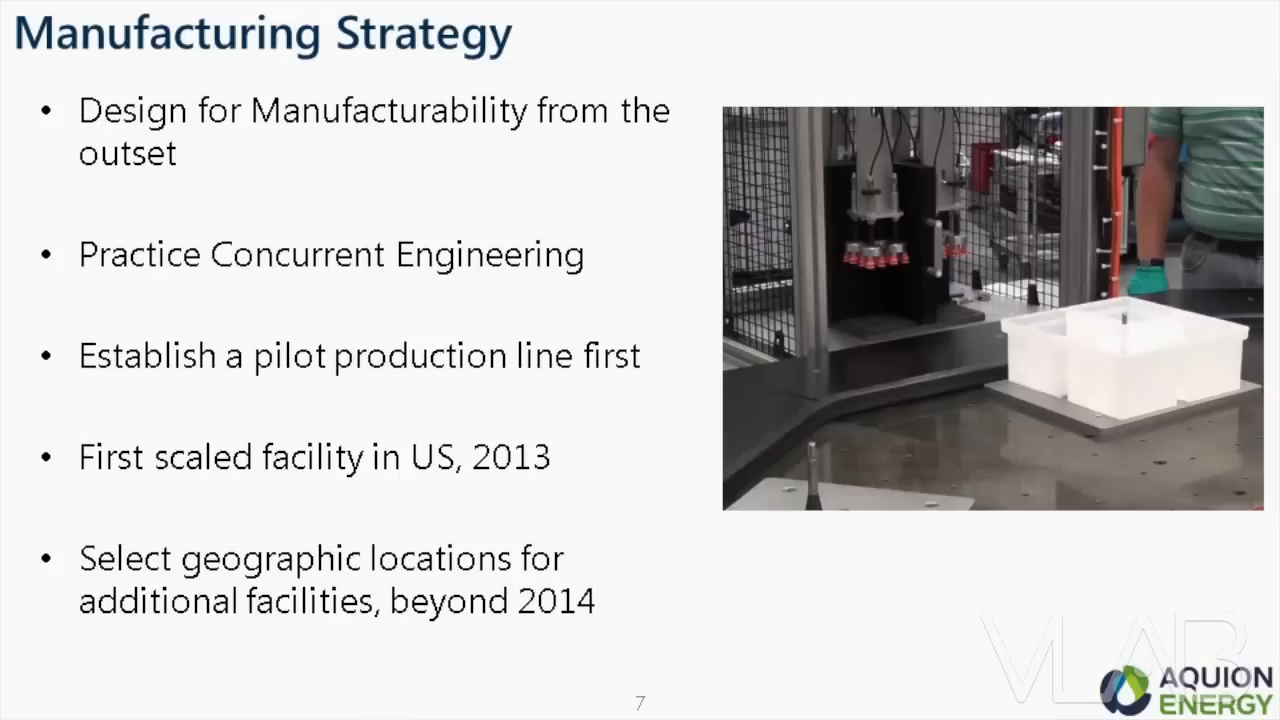 Manufacturing Strategy
• Design for Manufacturability from the
outset
• Practice Concurrent Engineering
• Establish a pilot production line first
• First scaled facility in US, 2013
• Select geographic locations for
additional facilities, beyond 2014
VLAB
7
AQUION
ENERGY